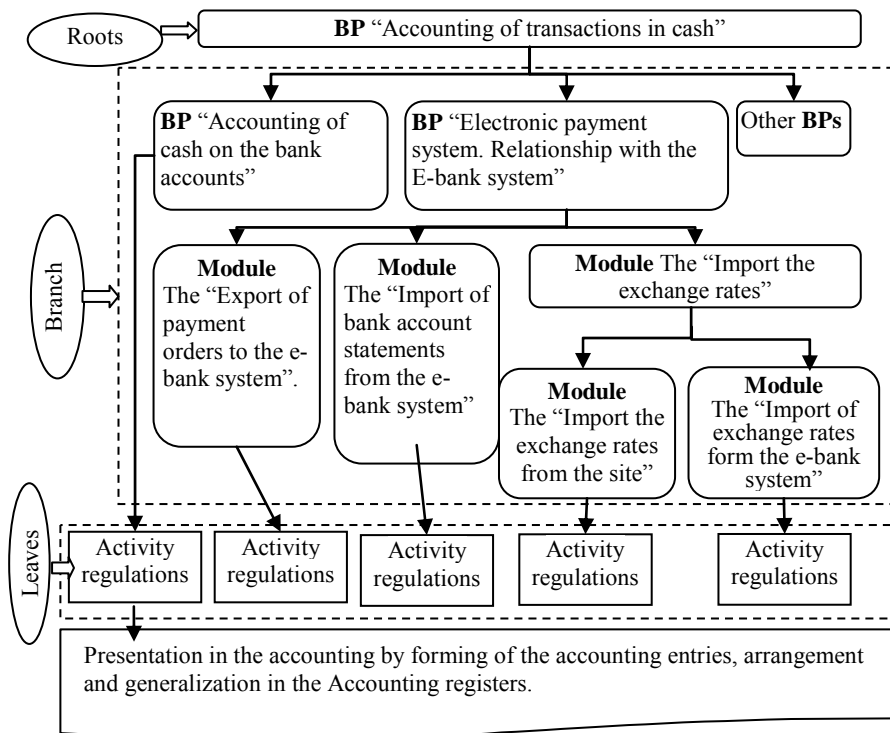 Roots
BP “Accounting of transactions in cash”
BP “Accounting of
cash on the bank
accounts”
BP “Electronic payment
system. Relationship with the
E-bank system”
Other BPs
Branch
Module
The “Export of
payment
orders to the e-
bank system”.
Module
The “Import of
bank account
statements
from the e-
bank system”
Module The “Import the
exchange rates”
Module
The “Import the
exchange rates
from the site”
Module
The “Import of
exchange rates
form the e-bank
system”
Leaves
Activity
regulations
Activity
regulations
Activity
regulations
Activity
regulations
Activity
regulations
Presentation in the accounting by forming of the accounting entries, arrangement
and generalization in the Accounting registers.